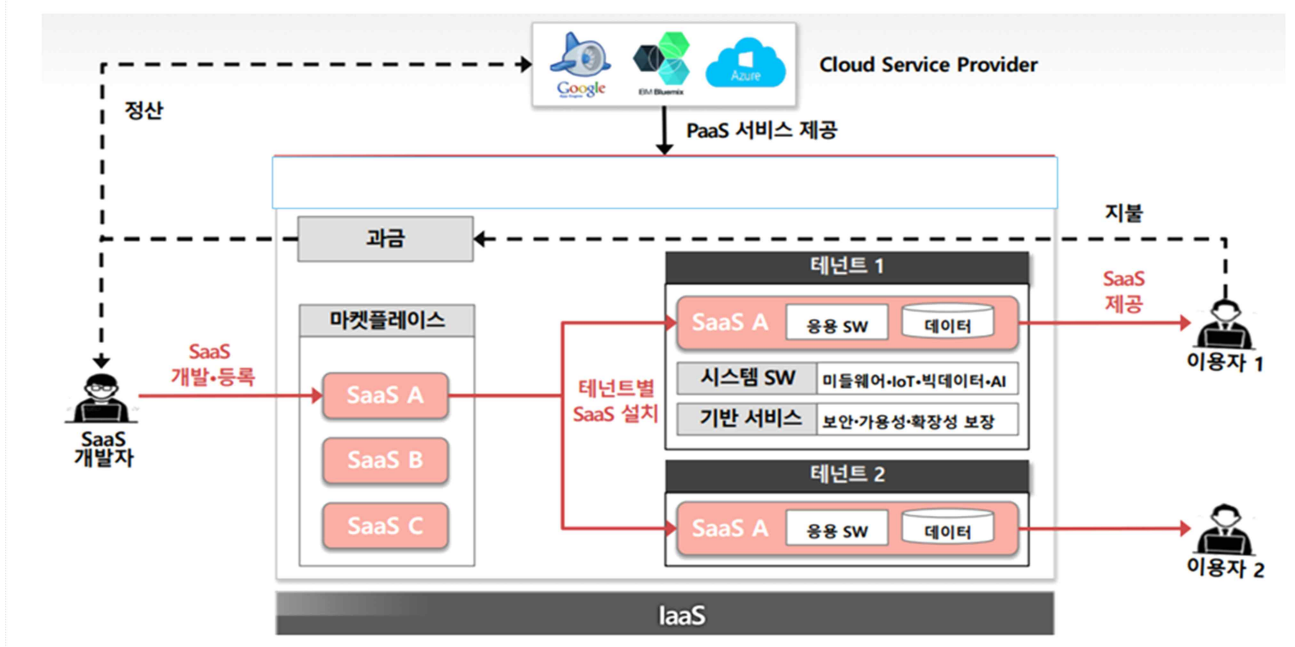 Google
App Engine
IBM Bluemix
Azure
Cloud Service Provider
정산
PaaS 서비스 제공
지불
과금
테넌트 1
SaaS
제공
마켓플레이스
SaaS A
응용 SW
데이터
이용자 1
SaaS
개발•등록
SaaS A
테넌트별
SaaS 설치
시스템 SW
미들웨어•IoT•빅데이터•AI
기반 서비스
보안•가용성•확장성 보장
SaaS
개발자
SaaS B
테넌트 2
SaaS C
SaaS A
응용 SW
데이터
이용자 2
IaaS